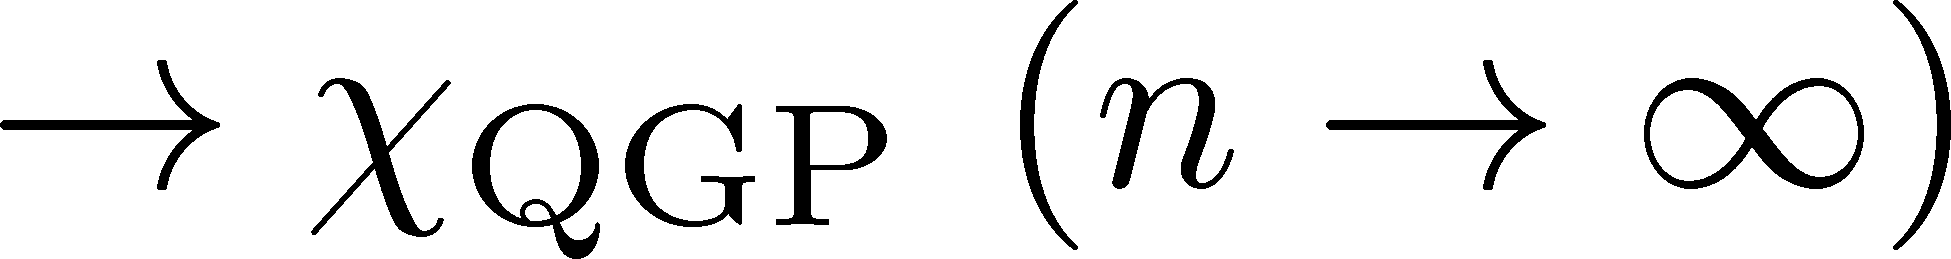 → χ_QGP (n → ∞)